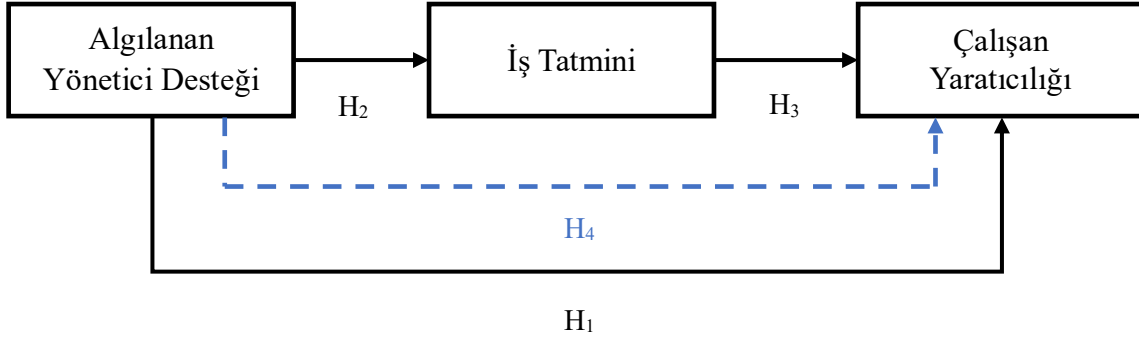 Algılanan
Yönetici Desteği
İş Tatmini
Çalışan
Yaratıcılığı
H₂
H₃
H₄
H₁